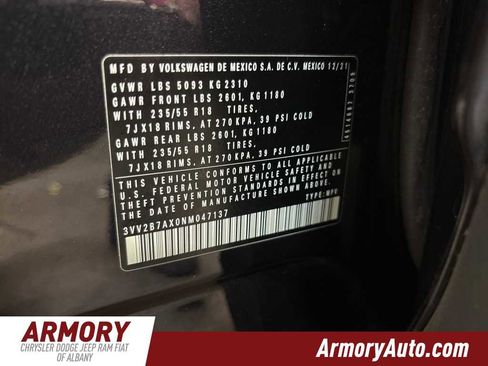 MFD BY VOLKSWAGEN DE MEXICO S.A. DE C.V. MEXICO 12/21
GVWR LBS 5093 KG 2310
GAWR FRONT LBS 2601, KG 1180
WITH 235/55 R18 TIRES,
7JX18 RIMS, AT 270 KPA, 39 PSI COLD
GAWR REAR LBS 2601, KG 1180
WITH 235/55 R18 TIRES,
7JX18 RIMS, AT 270 KPA, 39 PSI COLD
THIS VEHICLE CONFORMS TO ALL APPLICABLE
U.S. FEDERAL MOTOR VEHICLE SAFETY AND
THEFT PREVENTION STANDARDS IN EFFECT ON
THE DATE OF MANUFACTURE SHOWN ABOVE.
3VV2B7AX0NM047137 TYPE: MPV
ARMORY
CHRYSLER DODGE JEEP RAM FIAT
OF ALBANY
ArmoryAuto.com